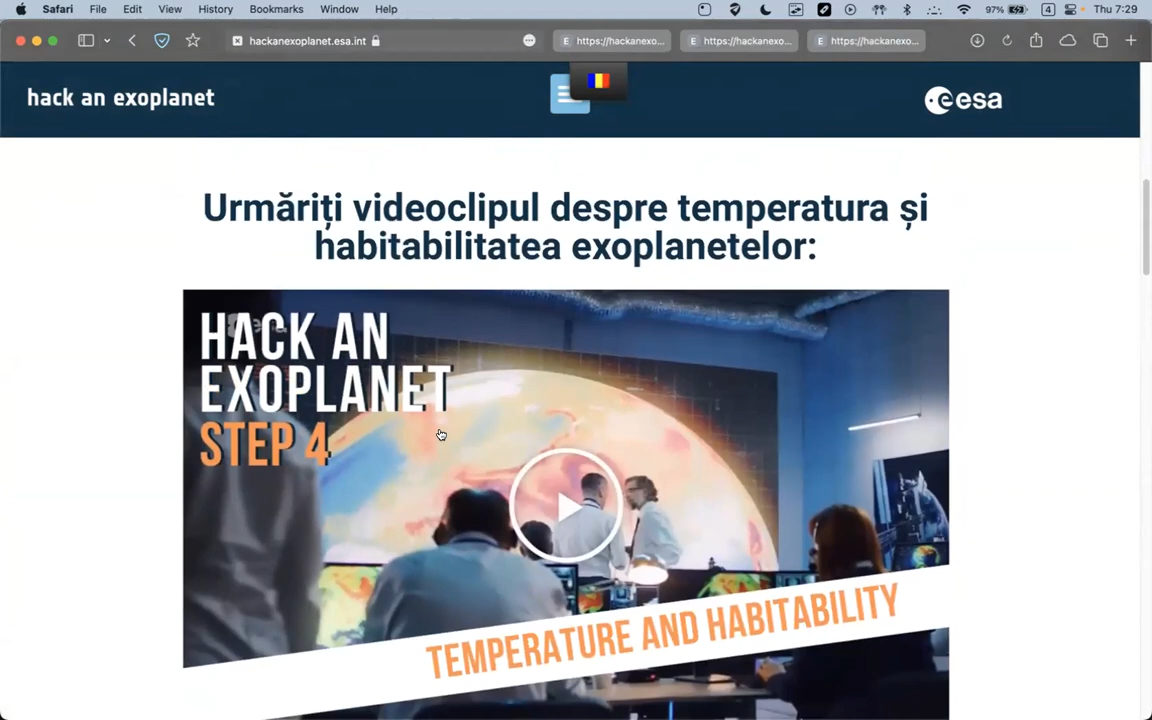 Safari File Edit View History Bookmarks Window Help
97% 4 Thu 7:29
hackanexoplanet.esa.int
E https://hackanexo...
E https://hackanexo...
E https://hackanexo...
hack an exoplanet
esa
Urmăriți videoclipul despre temperatura și
habitabilitatea exoplanetelor:
HACK AN
EXOPLANET
STEP 4
TEMPERATURE AND HABITABILITY